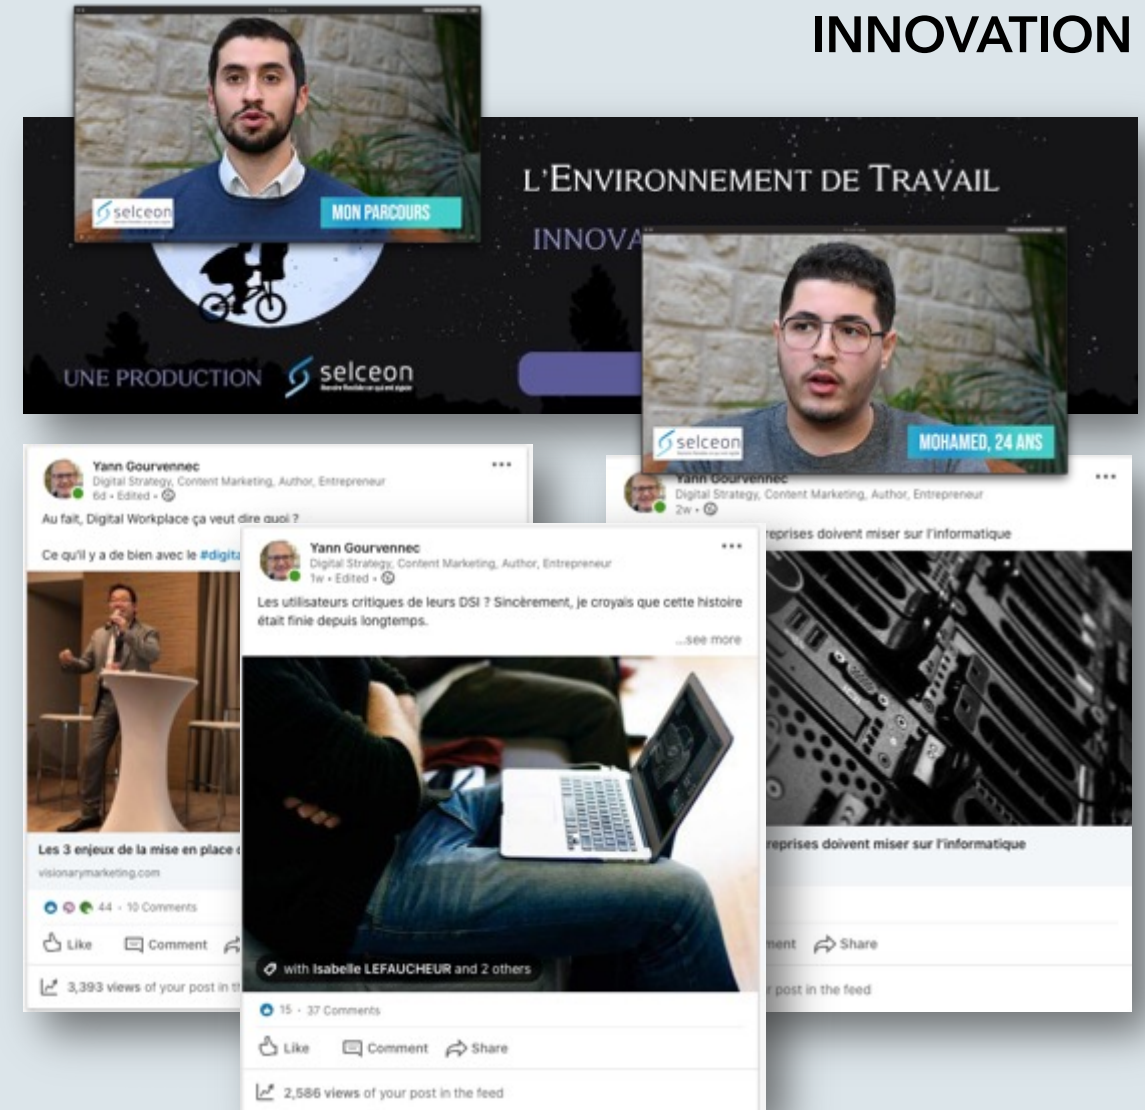 INNOVATION
selceon
MON PARCOURS
L'ENVIRONNEMENT DE TRAVAIL
INNOVA
UNE PRODUCTION
selceon
selceon
MOHAMED, 24 ANS
Yann Gourvennec
Digital Strategy, Content Marketing, Author, Entrepreneur
6d • Edited •
Au fait, Digital Workplace ça veut dire quoi ?
Ce qu'il y a de bien avec le #digita
Les 3 enjeux de la mise en place
visionarymarketing.com
44 · 10 Comments
Like Comment
3,393 views of your post in
Yann Gourvennec
Digital Strategy, Content Marketing, Author, Entrepreneur
1w • Edited •
Les utilisateurs critiques de leurs DSI ? Sincèrement, je croyais que cette histoire
était finie depuis longtemps.
...see more
with Isabelle LEFAUCHEUR and 2 others
15 · 37 Comments
Like Comment Share
2,586 views of your post in the feed
Yann Gourvennec
Digital Strategy, Content Marketing, Author, Entrepreneur
2w •
reprises doivent miser sur l'informatique
reprises doivent miser sur l'informatique
ment Share
post in the feed